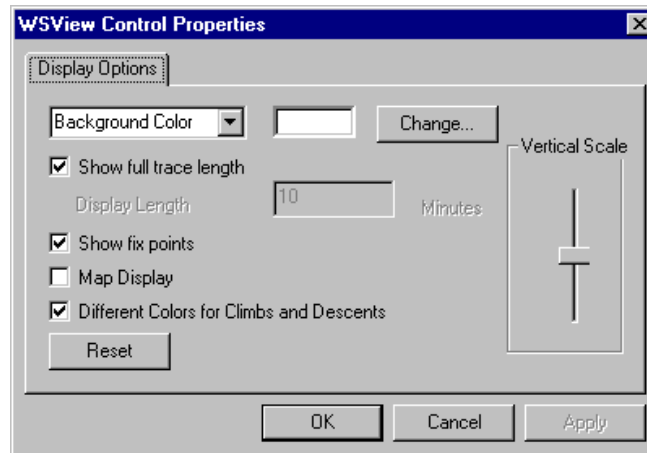 WSView Control Properties
Display Options
Background Color
Change...
Vertical Scale
Show full trace length
Display Length 10 Minutes
Show fix points
Map Display
Different Colors for Climbs and Descents
Reset
OK Cancel Apply